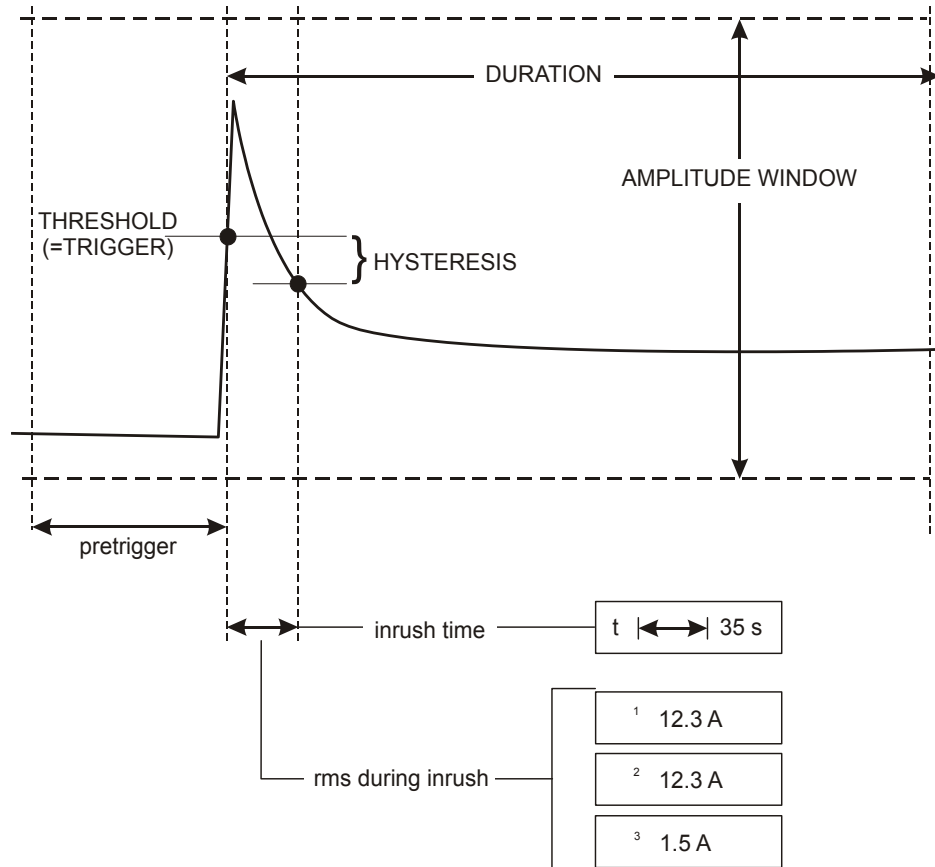 DURATION
AMPLITUDE WINDOW
THRESHOLD
(=TRIGGER)
HYSTERESIS
pretrigger
inrush time
t 35 s
1 12.3 A
rms during inrush
2 12.3 A
3 1.5 A